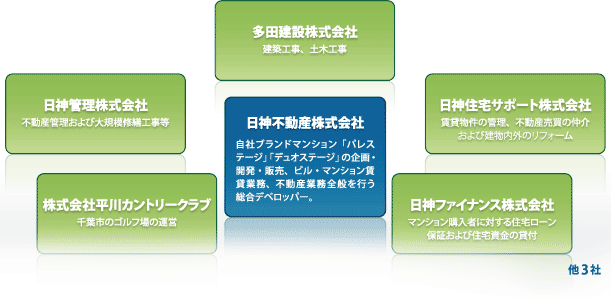 多田建設株式会社
建築工事、土木工事
日神管理株式会社
不動産管理および大規模修繕工事等
日神不動産株式会社
自社ブランドマンション「パレス
テージ」「デュオステージ」の企画・
開発・販売、ビル・マンション賃
貸業務、不動産業務全般を行う
総合デベロッパー。
日神住宅サポート株式会社
賃貸物件の管理、不動産売買の仲介
および建物内外のリフォーム
株式会社平川カントリークラブ
千葉市のゴルフ場の運営
日神ファイナンス株式会社
マンション購入者に対する住宅ローン
保証および住宅資金の貸付
他3社